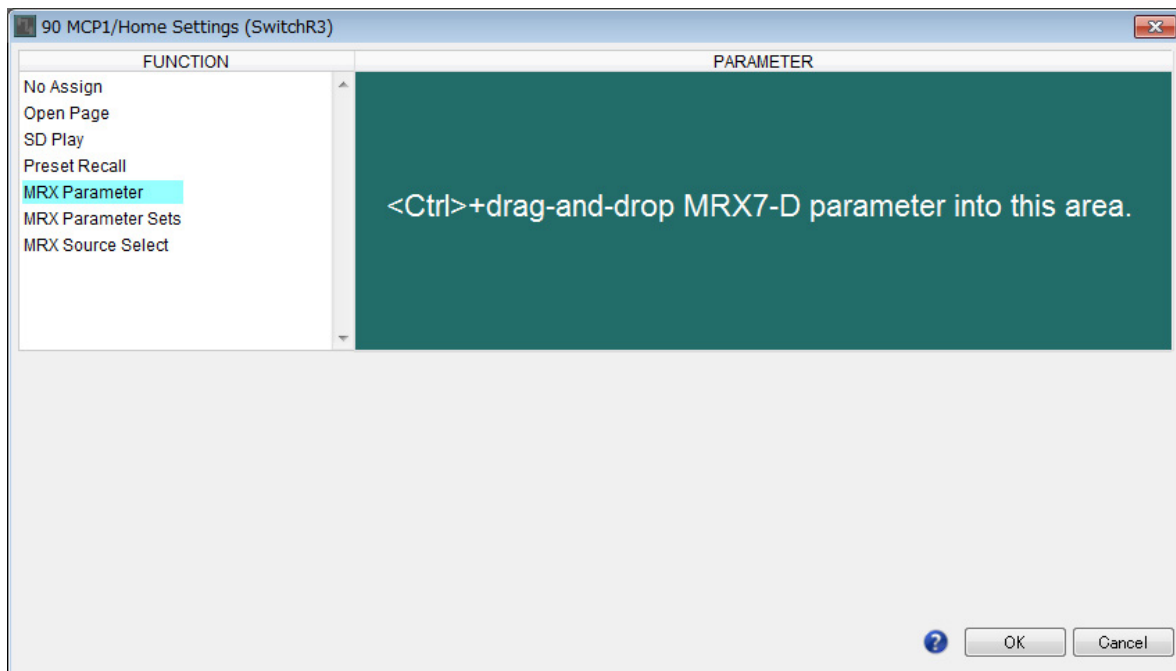 90 MCP1/Home Settings (SwitchR3)
FUNCTION
PARAMETER
No Assign
Open Page
SD Play
Preset Recall
MRX Parameter
MRX Parameter Sets
MRX Source Select
<Ctrl>+drag-and-drop MRX7-D parameter into this area.
?
OK
Cancel